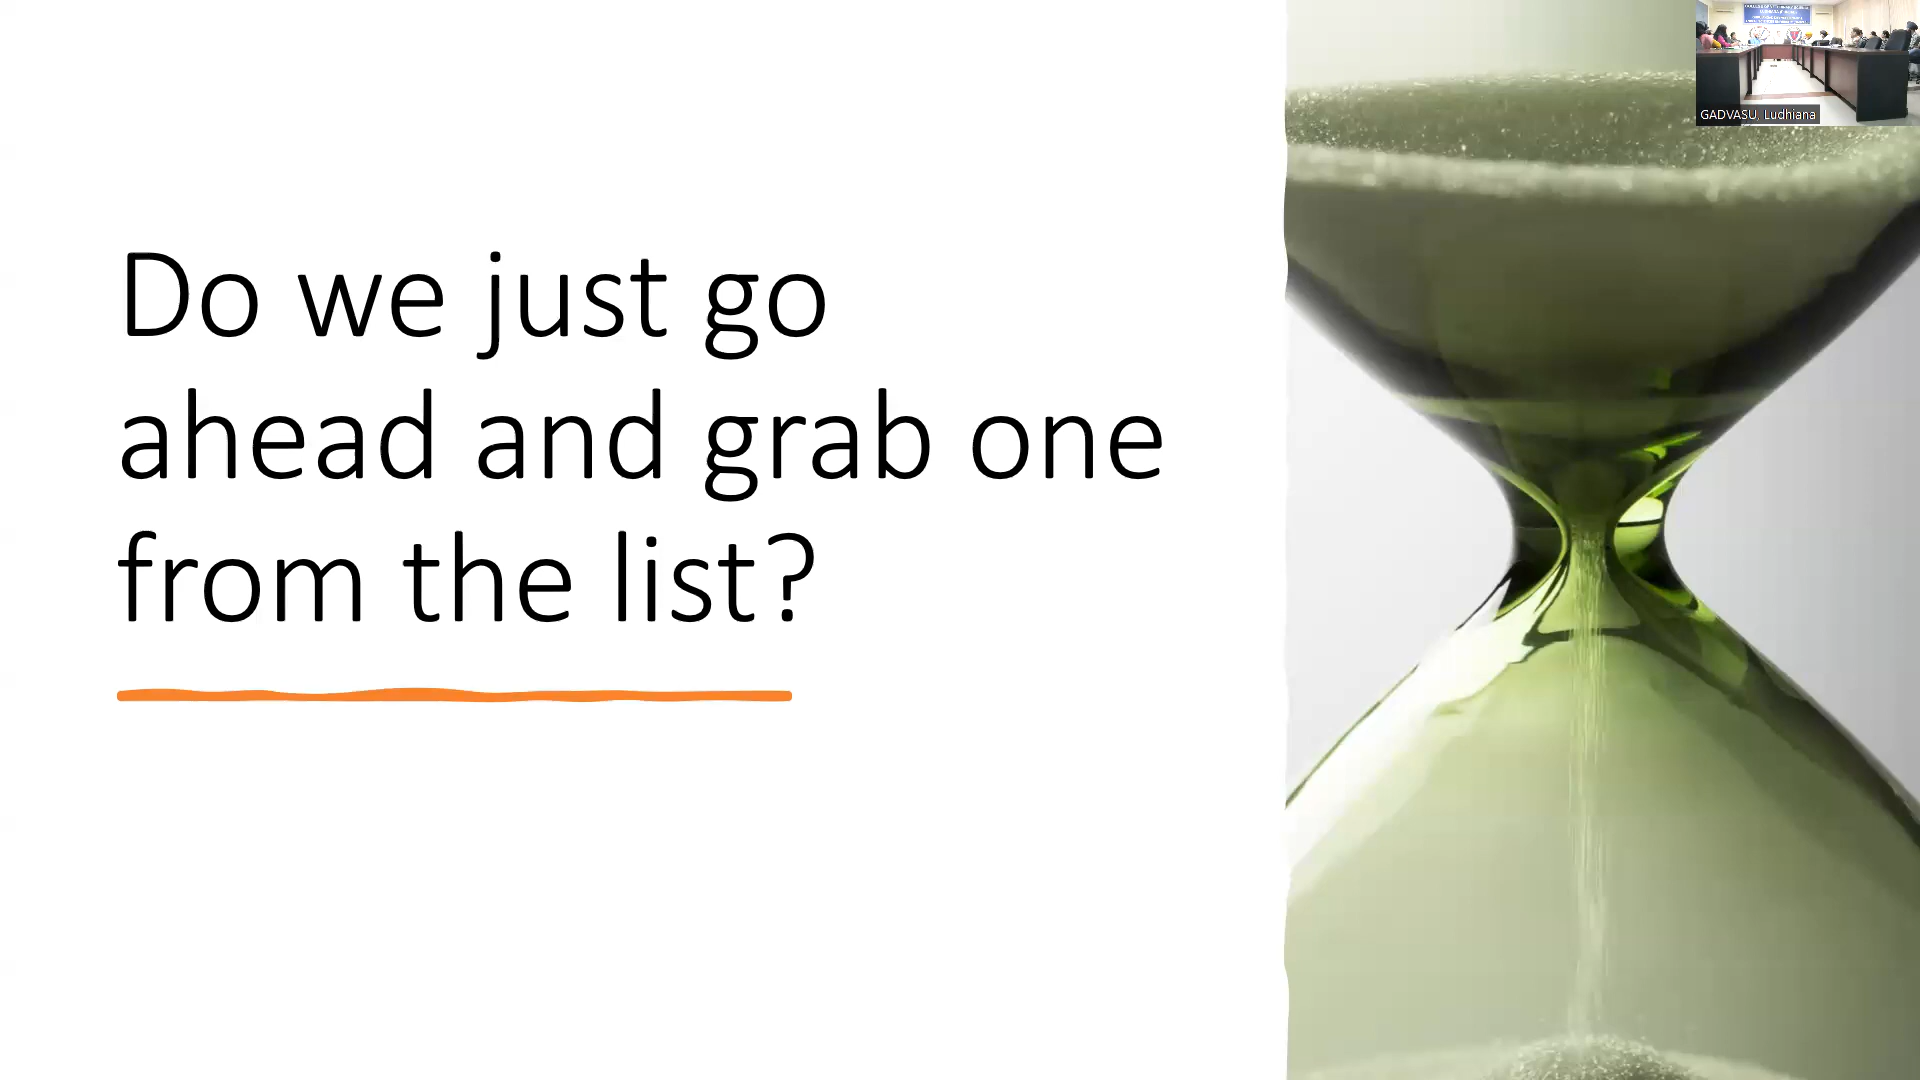 Do we just go
ahead and grab one
from the list?
GADVASU, Ludhiana